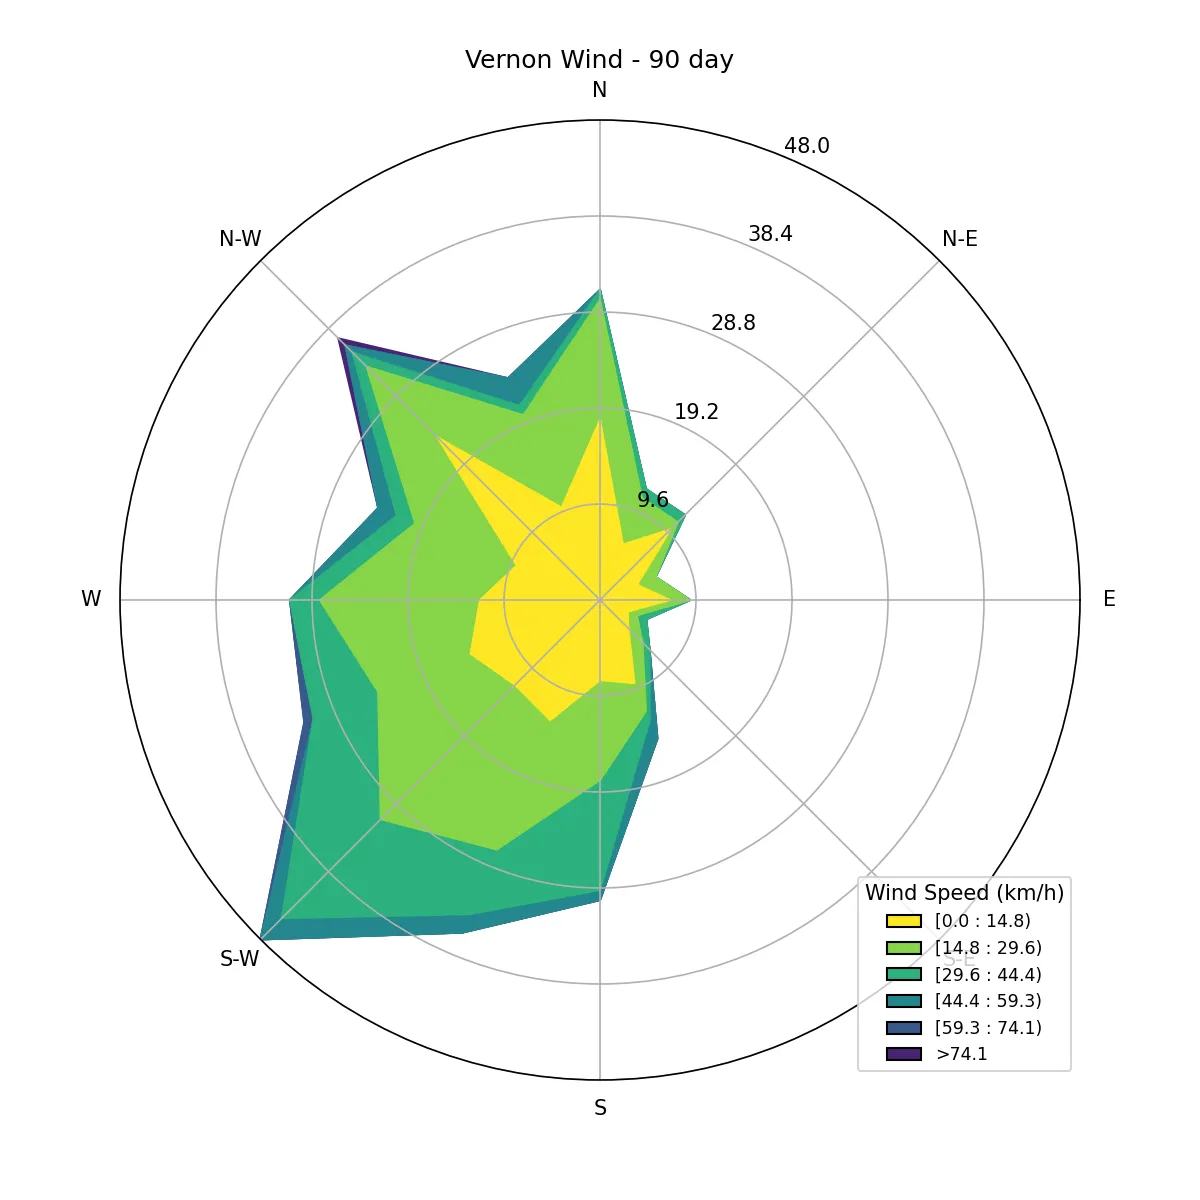 Vernon Wind - 90 day
N
48.0
N-W
38.4
N-E
28.8
19.2
9.6
W
E
S-W
S-E
S
Wind Speed (km/h)
[0.0 : 14.8)
[14.8 : 29.6)
[29.6 : 44.4)
[44.4 : 59.3)
[59.3 : 74.1)
>74.1